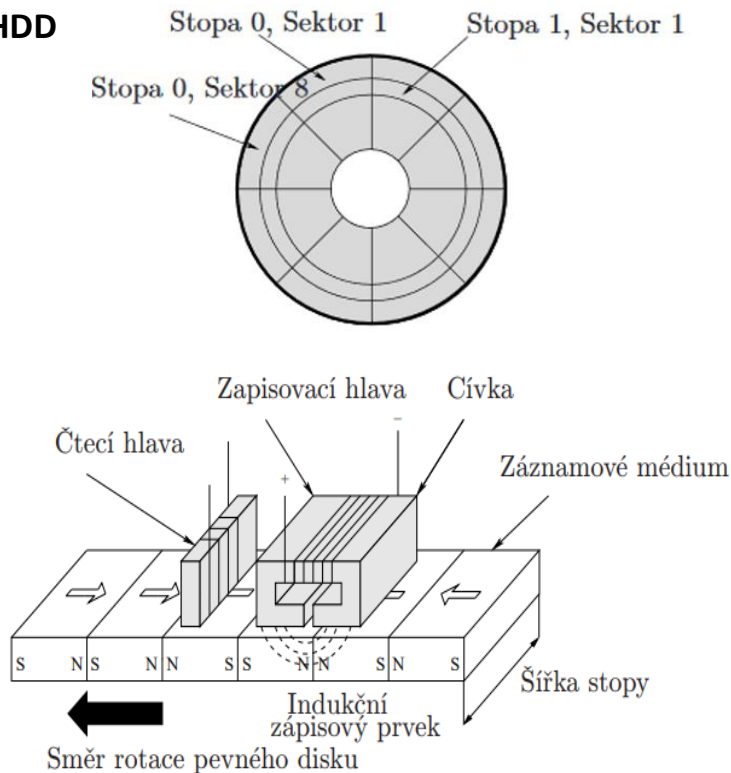 HDD
Stopa 0, Sektor 1
Stopa 1, Sektor 1
Stopa 0, Sektor 8
Zapisovací hlava
Cívka
Čtecí hlava
Záznamové médium
+
−
S N S N N S S N N S N S
Šířka stopy
Indukční
zápisový prvek
Směr rotace pevného disku